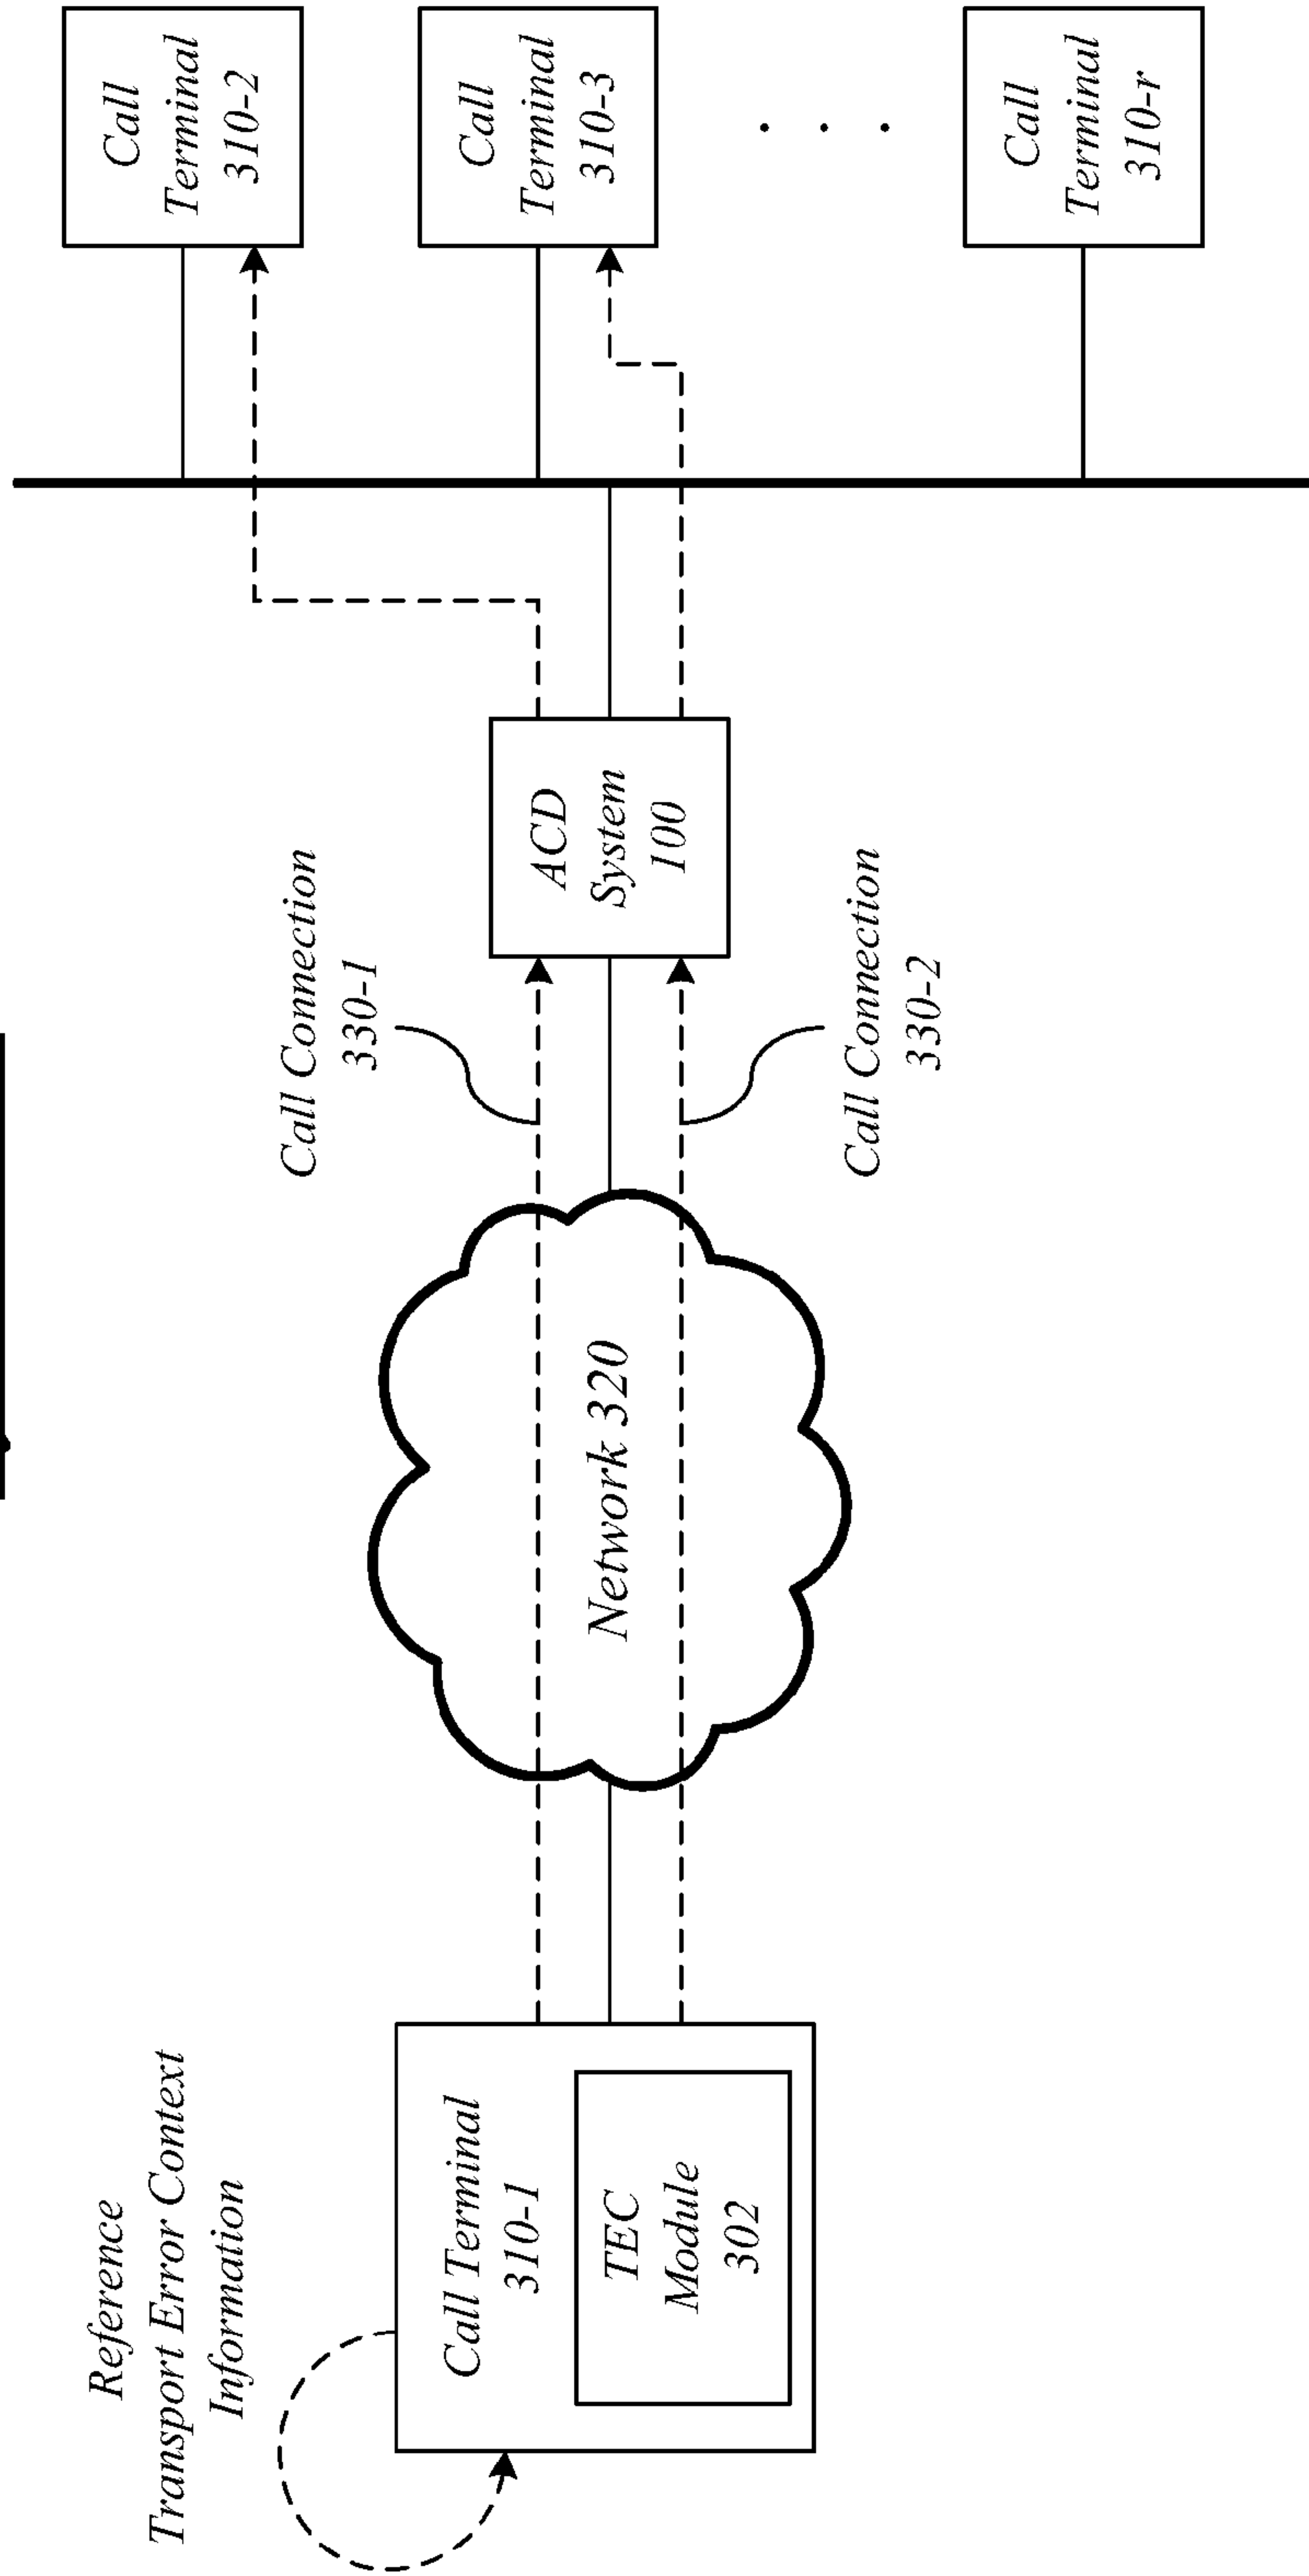 Reference
Transport Error Context
Information
Call Terminal
310-1
TEC
Module
302
Network 320
Call Connection
330-1
Call Connection
330-2
ACD
System
100
Call
Terminal
310-2
Call
Terminal
310-3
. . .
Call
Terminal
310-r